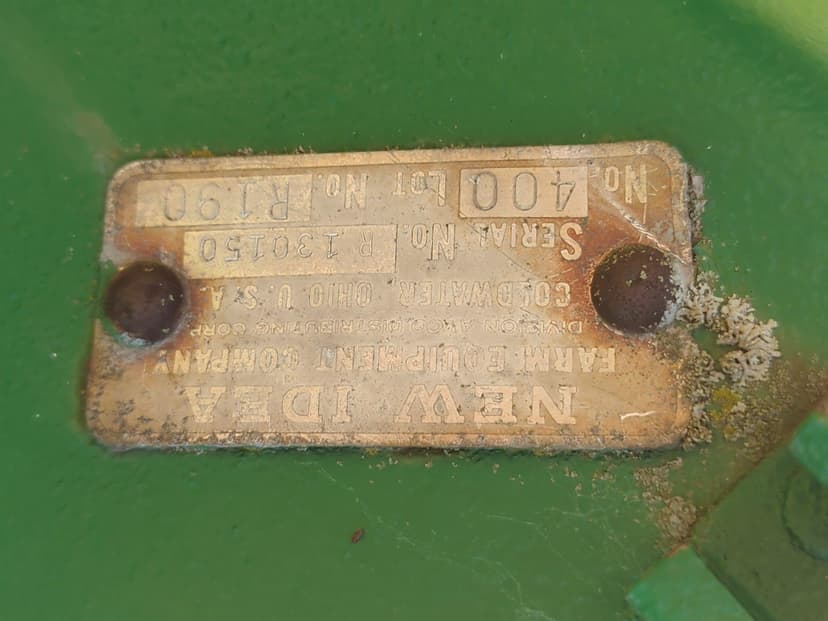 NEW IDEA
FARM EQUIPMENT COMPANY
DIVISION AVCO DISTRIBUTING CORP.
COLDWATER OHIO U.S.A.
SERIAL NO. R 130150
NO. 400 LOT NO. R190